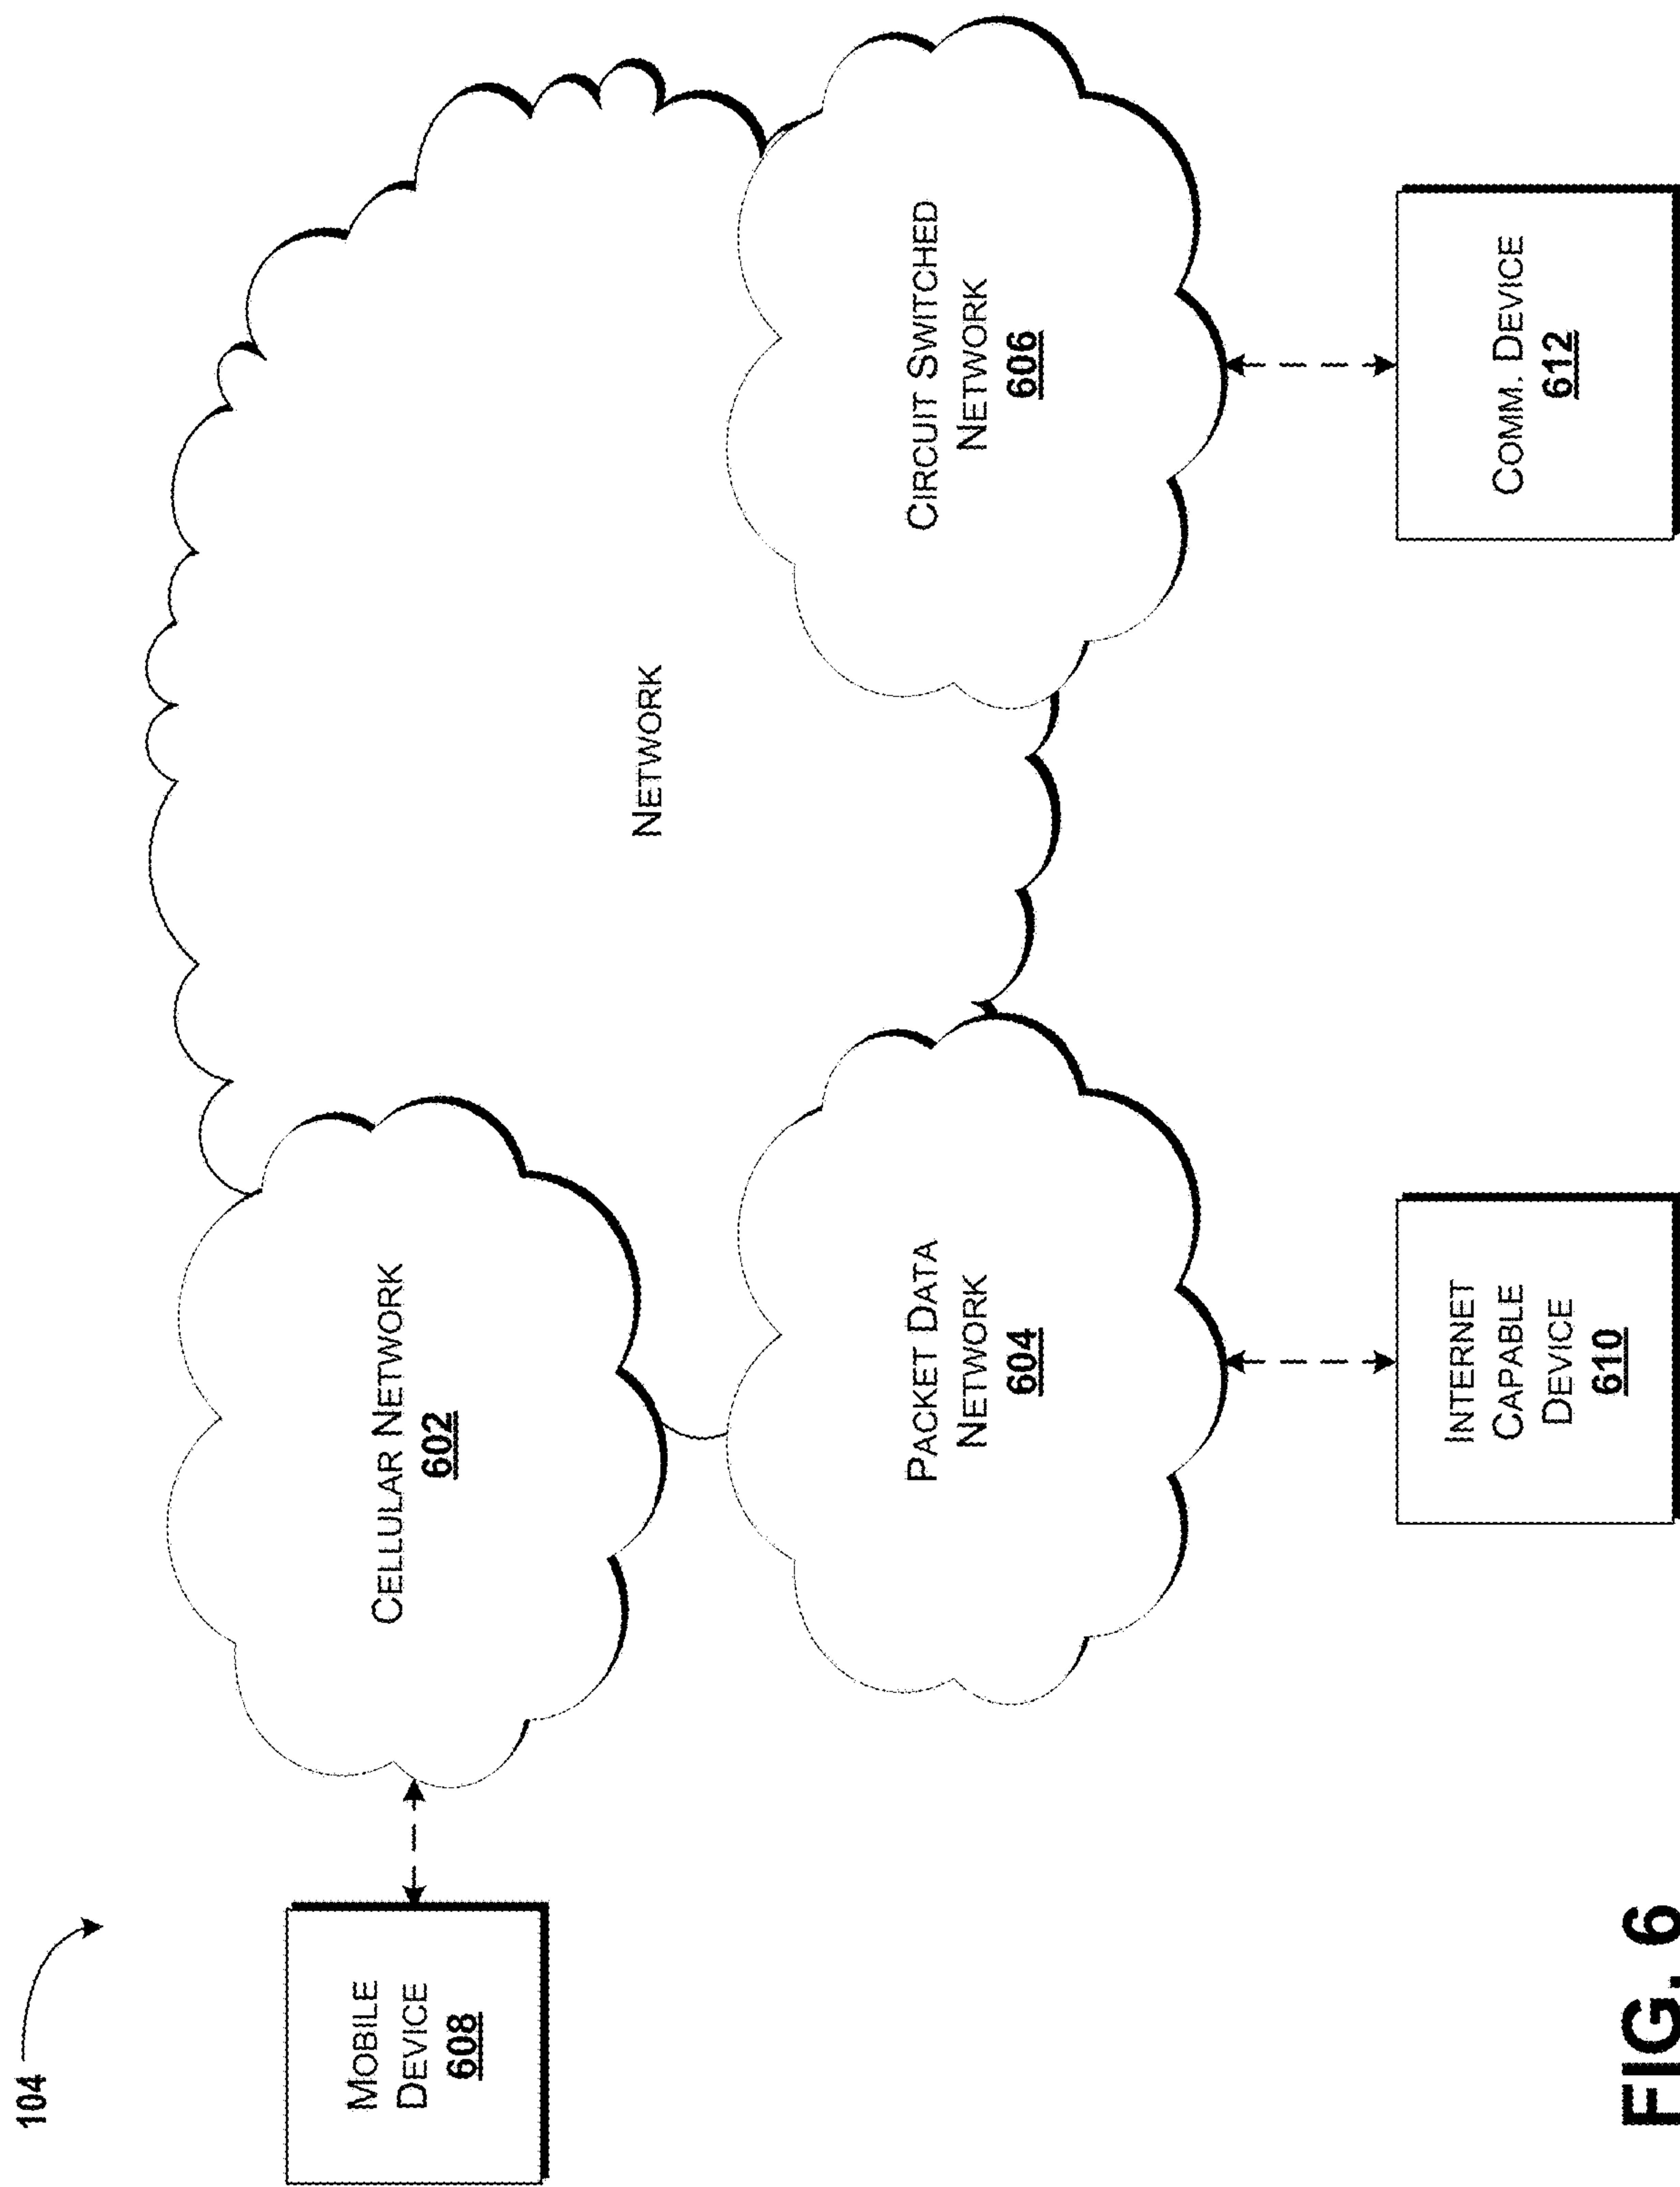 104
MOBILE
DEVICE
608
CELLULAR NETWORK
602
NETWORK
PACKET DATA
NETWORK
604
CIRCUIT SWITCHED
NETWORK
606
INTERNET
CAPABLE
DEVICE
610
COMM. DEVICE
612
FIG. 6